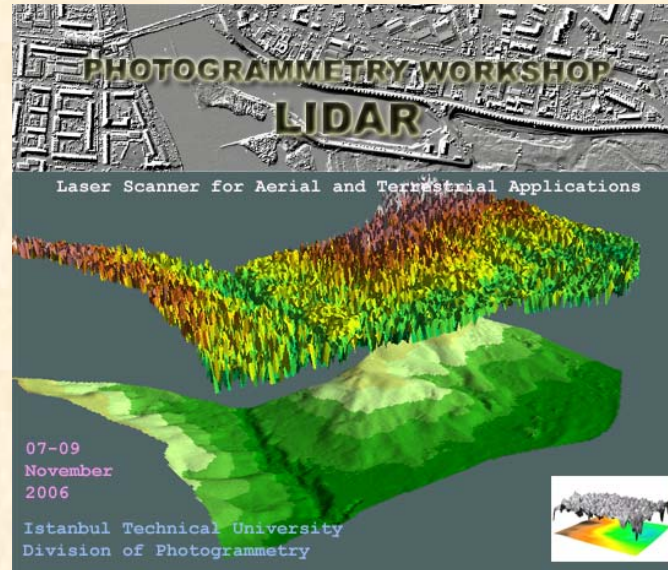 PHOTOGRAMMETRY WORKSHOP
LIDAR
Laser Scanner for Aerial and Terrestrial Applications
07-09
November
2006
Istanbul Technical University
Division of Photogrammetry